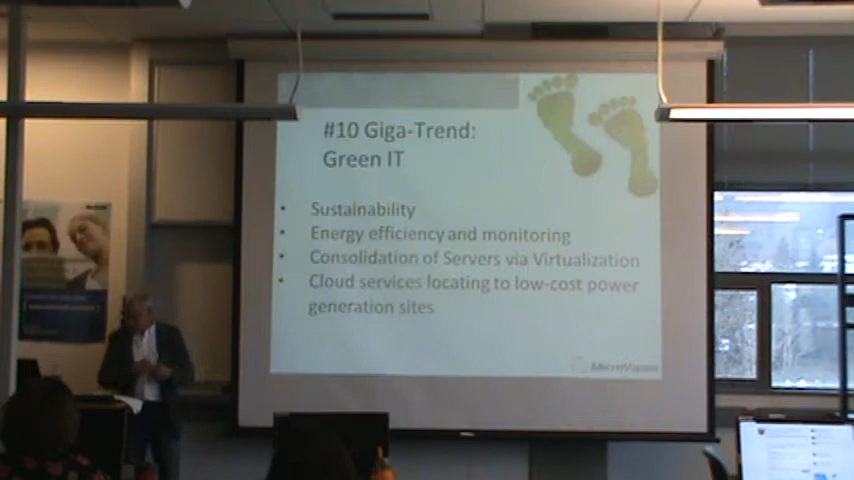 #10 Giga-Trend:
Green IT
• Sustainability
• Energy efficiency and monitoring
• Consolidation of Servers via Virtualization
• Cloud services locating to low-cost power
generation sites